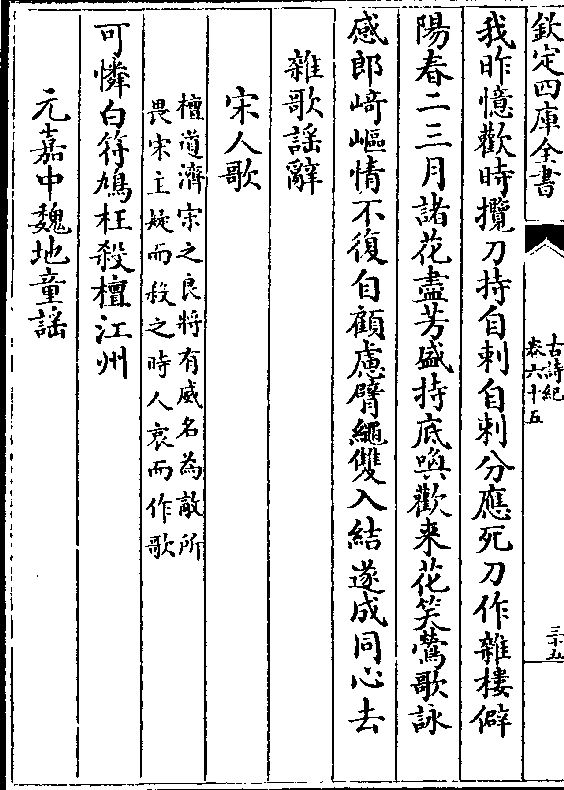 欽定四庫全書
古詩紀
卷六十五
三十五
我昨憶歡時攬刀持自刺自刺分應死刀作雜樓僻
陽春二三月諸花盡芳盛持底喚歡来花笑鶯歌詠
感郎﨑嶇情不復自顧慮臂繩雙入結遂成同心去
雜歌謡辭
宋人歌
檀道濟宋之良將有威名為敵所
畏宋主疑而殺之時人哀而作歌
可憐白符鳩枉殺檀江州
元嘉中魏地童謡